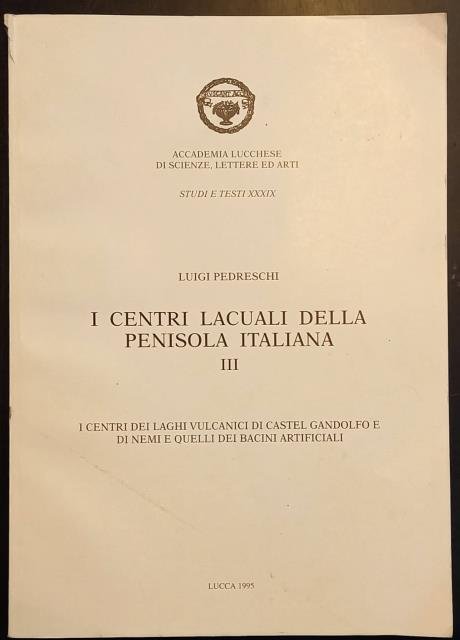 ACCADEMIA LUCCHESE
DI SCIENZE, LETTERE ED ARTI
STUDI E TESTI XXXIX
LUIGI PEDRESCHI
I CENTRI LACUALI DELLA
PENISOLA ITALIANA
III
I CENTRI DEI LAGHI VULCANICI DI CASTEL GANDOLFO E
DI NEMI E QUELLI DEI BACINI ARTIFICIALI
LUCCA 1995